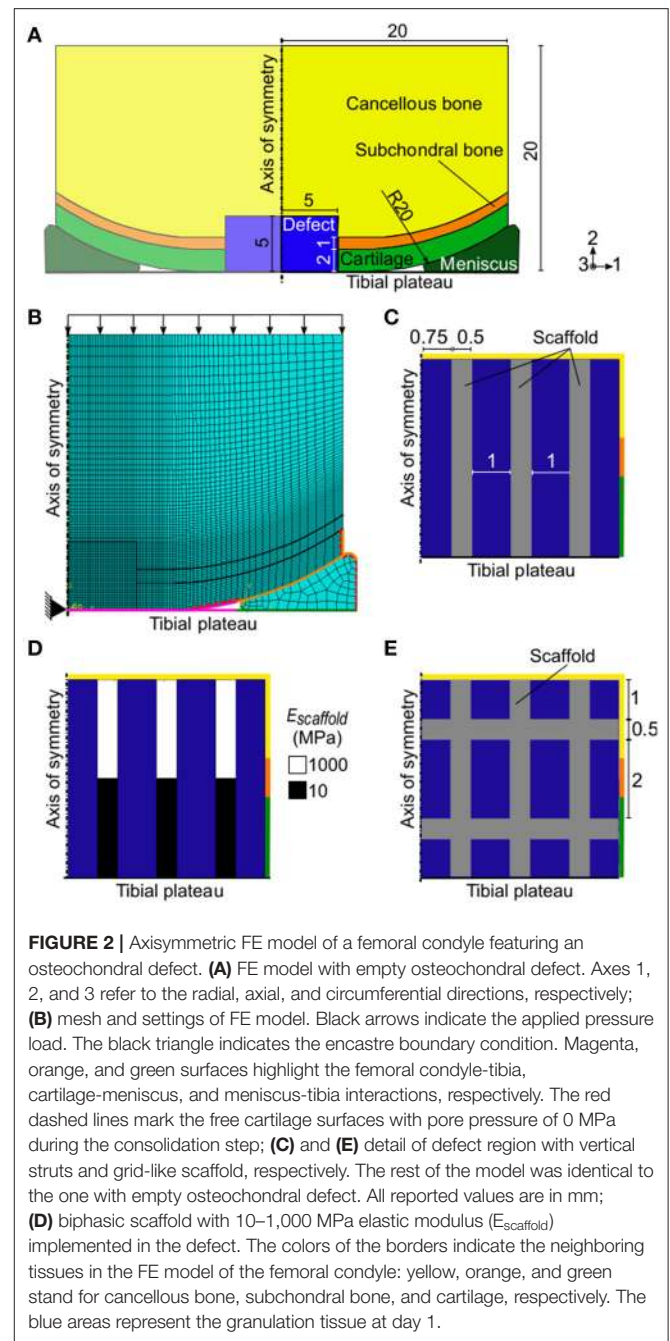 A
20
Axis of symmetry
Cancellous bone
Subchondral bone
20
5
R20
Defect
5
1
2
Cartilage
Meniscus
Tibial plateau
2
3
1
B
Axis of symmetry
Tibial plateau
C
0.75 0.5
Scaffold
Axis of symmetry
1
1
Tibial plateau
D
Axis of symmetry
Escaffold
(MPa)
1000
10
Tibial plateau
E
Scaffold
Axis of symmetry
1
0.5
2
Tibial plateau
FIGURE 2 | Axisymmetric FE model of a femoral condyle featuring an
osteochondral defect. (A) FE model with empty osteochondral defect. Axes 1,
2, and 3 refer to the radial, axial, and circumferential directions, respectively;
(B) mesh and settings of FE model. Black arrows indicate the applied pressure
load. The black triangle indicates the encastre boundary condition. Magenta,
orange, and green surfaces highlight the femoral condyle-tibia,
cartilage-meniscus, and meniscus-tibia interactions, respectively. The red
dashed lines mark the free cartilage surfaces with pore pressure of 0 MPa
during the consolidation step; (C) and (E) detail of defect region with vertical
struts and grid-like scaffold, respectively. The rest of the model was identical to
the one with empty osteochondral defect. All reported values are in mm;
(D) biphasic scaffold with 10–1,000 MPa elastic modulus (Escaffold)
implemented in the defect. The colors of the borders indicate the neighboring
tissues in the FE model of the femoral condyle: yellow, orange, and green
stand for cancellous bone, subchondral bone, and cartilage, respectively. The
blue areas represent the granulation tissue at day 1.